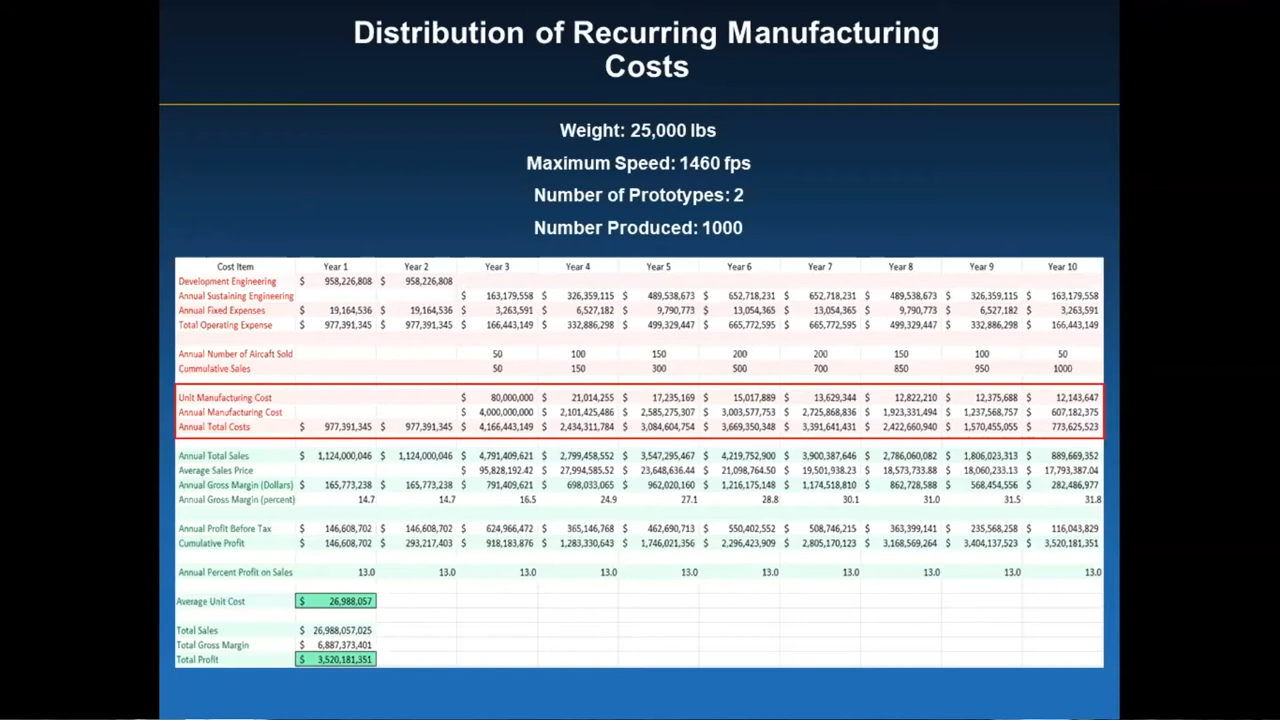 Distribution of Recurring Manufacturing
Costs
Weight: 25,000 lbs
Maximum Speed: 1460 fps
Number of Prototypes: 2
Number Produced: 1000
Cost Item Year 1 Year 2 Year 3 Year 4 Year 5 Year 6 Year 7 Year 8 Year 9 Year 10
Development Engineering $ 958,226,808 $ 958,226,808
Annual Sustaining Engineering $ 163,179,558 $ 326,359,115 $ 489,538,673 $ 652,718,231 $ 652,718,231 $ 489,538,673 $ 326,359,115 $ 163,179,558
Annual Fixed Expenses $ 19,164,536 $ 19,164,536 $ 3,263,591 $ 6,527,182 $ 9,790,773 $ 13,054,365 $ 13,054,365 $ 9,790,773 $ 6,527,182 $ 3,263,591
Total Operating Expense $ 977,391,345 $ 977,391,345 $ 166,443,149 $ 332,886,298 $ 499,329,447 $ 665,772,595 $ 665,772,595 $ 499,329,447 $ 332,886,298 $ 166,443,149
Annual Number of Aircaft Sold 50 100 150 200 200 150 100 50
Cummulative Sales 50 150 300 500 700 850 950 1000
Unit Manufacturing Cost $ 80,000,000 $ 21,014,255 $ 17,235,169 $ 15,017,889 $ 13,629,344 $ 12,822,210 $ 12,375,688 $ 12,143,647
Annual Manufacturing Cost $ 4,000,000,000 $ 2,101,425,486 $ 2,585,275,307 $ 3,003,577,753 $ 2,725,868,836 $ 1,923,331,494 $ 1,237,568,757 $ 607,182,375
Annual Total Costs $ 977,391,345 $ 977,391,345 $ 4,166,443,149 $ 2,434,311,784 $ 3,084,604,754 $ 3,669,350,348 $ 3,391,641,431 $ 2,422,660,940 $ 1,570,455,055 $ 773,625,523
Annual Total Sales $ 1,124,000,046 $ 1,124,000,046 $ 4,791,409,621 $ 2,799,458,552 $ 3,547,295,467 $ 4,219,752,900 $ 3,900,387,646 $ 2,786,060,082 $ 1,806,023,313 $ 889,669,352
Average Sales Price $ 95,828,192.42 $ 27,994,585.52 $ 23,648,636.44 $ 21,098,764.50 $ 19,501,938.23 $ 18,573,733.88 $ 18,060,233.13 $ 17,793,387.04
Annual Gross Margin (Dollars) $ 165,773,238 $ 165,773,238 $ 791,409,621 $ 698,033,065 $ 962,020,160 $ 1,216,175,148 $ 1,174,518,810 $ 862,728,588 $ 568,454,556 $ 282,486,977
Annual Gross Margin (percent) 14.7 14.7 16.5 24.9 27.1 28.8 30.1 31.0 31.5 31.8
Annual Profit Before Tax $ 146,608,702 $ 146,608,702 $ 624,966,472 $ 365,146,768 $ 462,690,713 $ 550,402,552 $ 508,746,215 $ 363,399,141 $ 235,568,258 $ 116,043,829
Cumulative Profit $ 146,608,702 $ 293,217,403 $ 918,183,876 $ 1,283,330,643 $ 1,746,021,356 $ 2,296,423,909 $ 2,805,170,123 $ 3,168,569,264 $ 3,404,137,523 $ 3,520,181,351
Annual Percent Profit on Sales 13.0 13.0 13.0 13.0 13.0 13.0 13.0 13.0 13.0 13.0
Average Unit Cost $ 26,988,057
Total Sales $ 26,988,057,025
Total Gross Margin $ 6,887,373,401
Total Profit $ 3,520,181,351